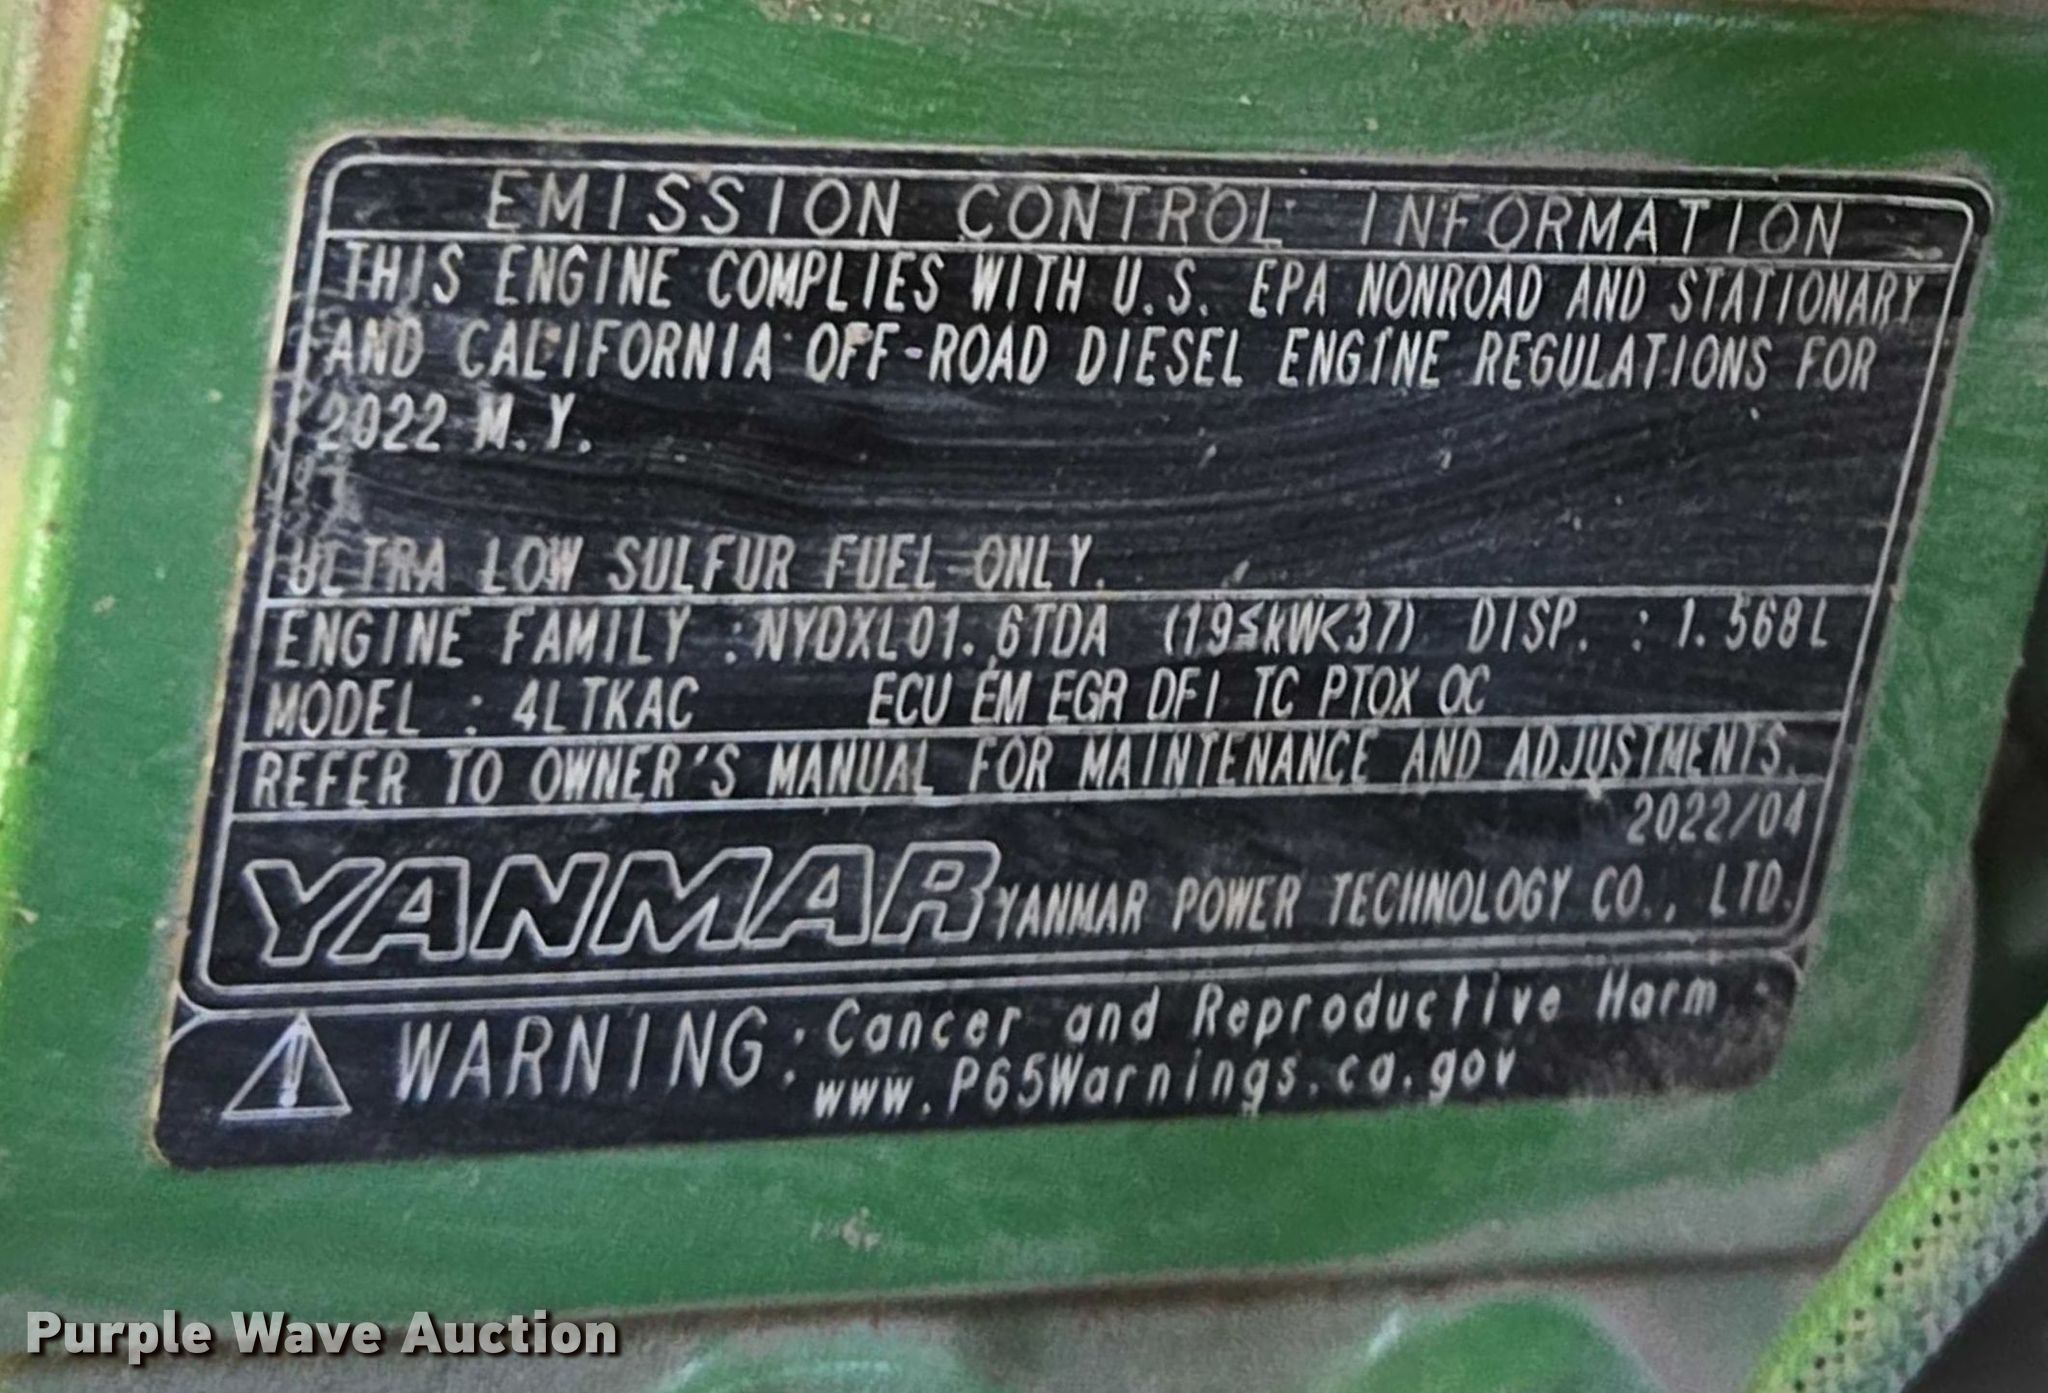 EMISSION CONTROL INFORMATION
THIS ENGINE COMPLIES WITH U.S. EPA NONROAD AND STATIONARY
AND CALIFORNIA OFF-ROAD DIESEL ENGINE REGULATIONS FOR
2022 M.Y.
ULTRA LOW SULFUR FUEL ONLY.
ENGINE FAMILY :NYDXL01.6TDA (19≤kW<37) DISP. : 1.568L
MODEL : 4LTKAC ECU EM EGR DFI TC PTOX OC
REFER TO OWNER'S MANUAL FOR MAINTENANCE AND ADJUSTMENTS.
2022/04
YANMAR YANMAR POWER TECHNOLOGY CO., LTD.
WARNING: Cancer and Reproductive Harm
www.P65Warnings.ca.gov
Purple Wave Auction